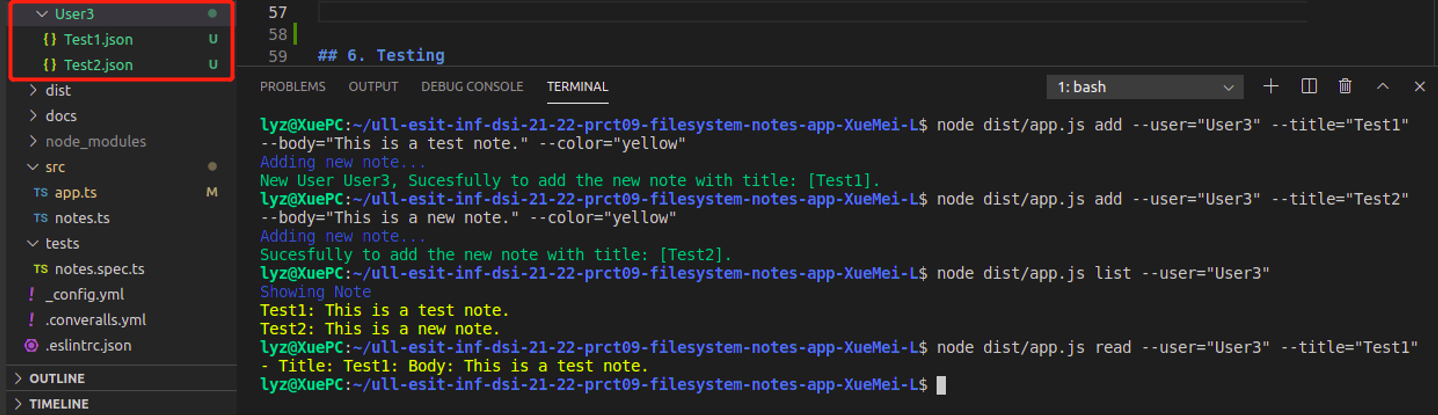 User3
{} Test1.json U
{} Test2.json U
dist
docs
node_modules
src
TS app.ts M
TS notes.ts
tests
TS notes.spec.ts
! _config.yml
! .converalls.yml
.eslintrc.json
OUTLINE
TIMELINE
57
58
59 ## 6. Testing
PROBLEMS OUTPUT DEBUG CONSOLE TERMINAL 1: bash
lyz@XuePC:~/ull-esit-inf-dsi-21-22-prct09-filesystem-notes-app-XueMei-L$ node dist/app.js add --user="User3" --title="Test1"
--body="This is a test note." --color="yellow"
Adding new note...
New User User3, Sucesfully to add the new note with title: [Test1].
lyz@XuePC:~/ull-esit-inf-dsi-21-22-prct09-filesystem-notes-app-XueMei-L$ node dist/app.js add --user="User3" --title="Test2"
--body="This is a new note." --color="yellow"
Adding new note...
Sucesfully to add the new note with title: [Test2].
lyz@XuePC:~/ull-esit-inf-dsi-21-22-prct09-filesystem-notes-app-XueMei-L$ node dist/app.js list --user="User3"
Showing Note
Test1: This is a test note.
Test2: This is a new note.
lyz@XuePC:~/ull-esit-inf-dsi-21-22-prct09-filesystem-notes-app-XueMei-L$ node dist/app.js read --user="User3" --title="Test1"
- Title: Test1: Body: This is a test note.
lyz@XuePC:~/ull-esit-inf-dsi-21-22-prct09-filesystem-notes-app-XueMei-L$